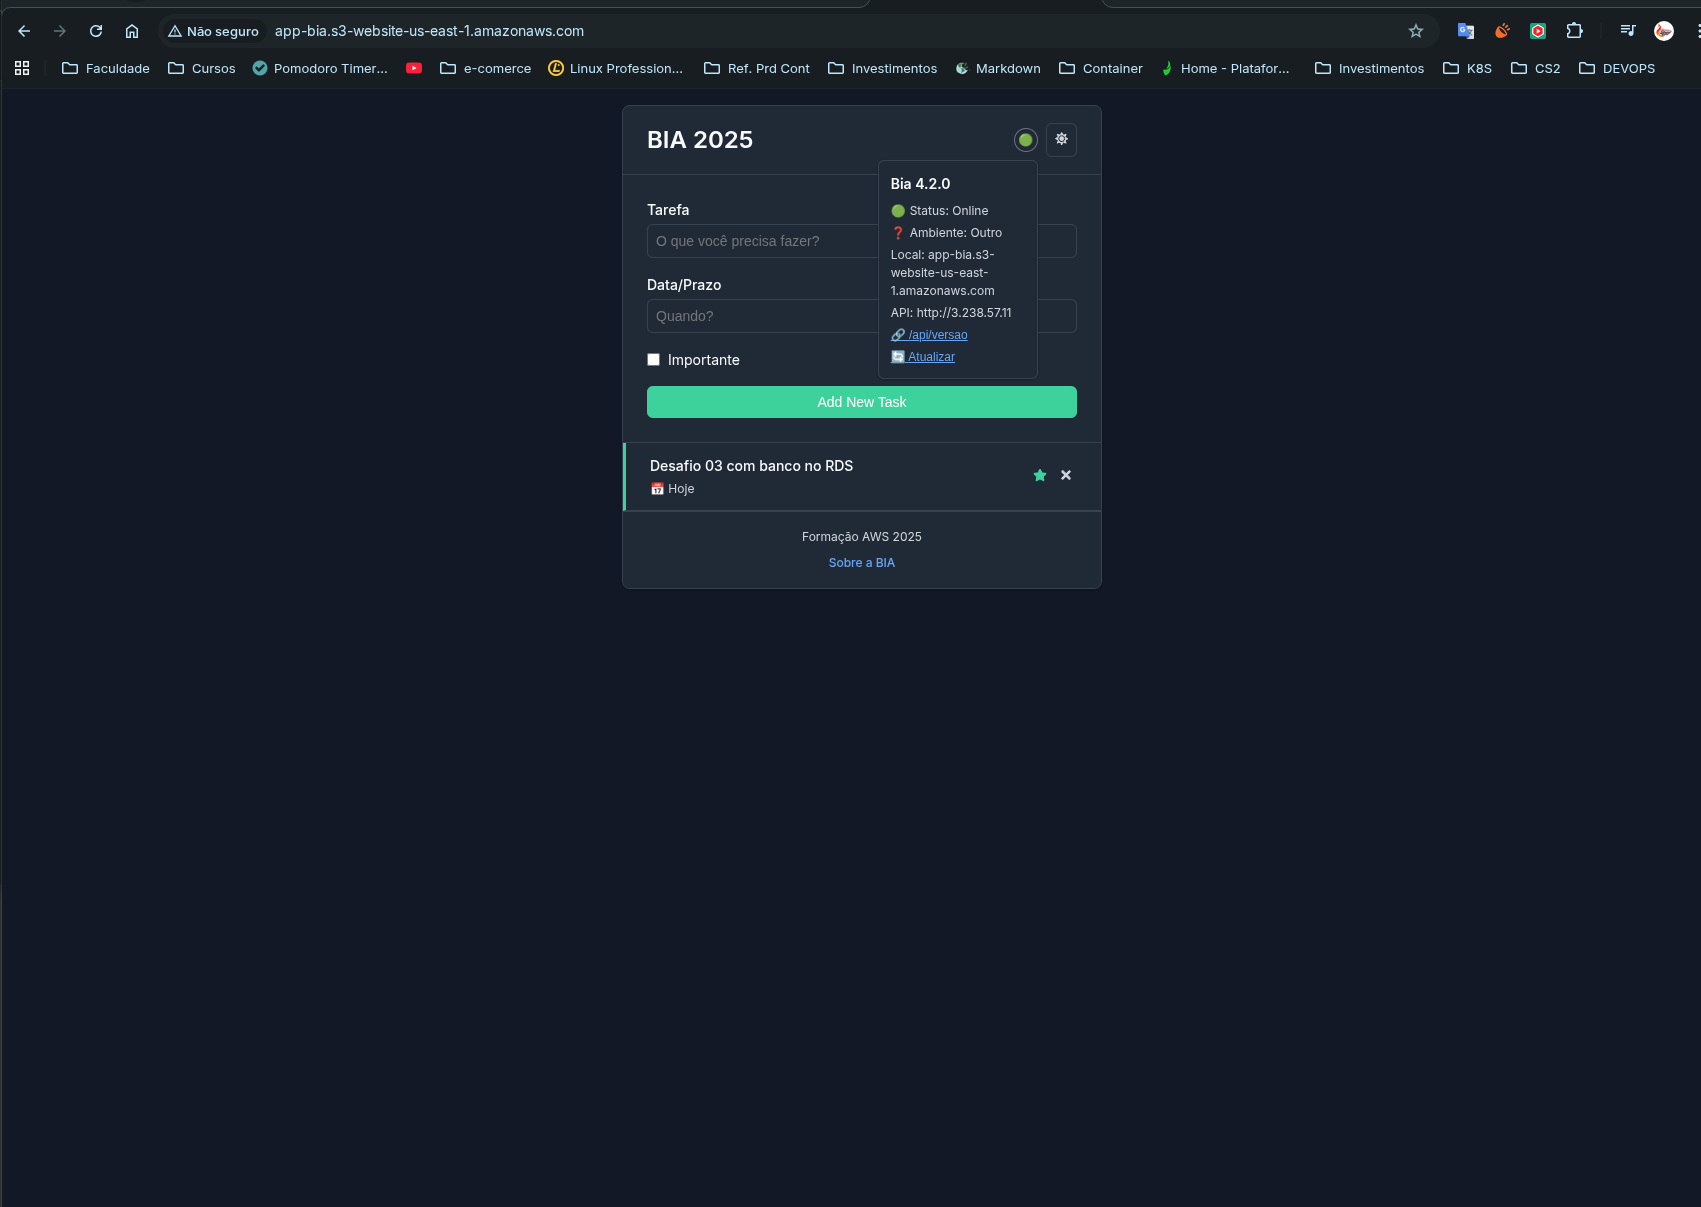 Não seguro
app-bia.s3-website-us-east-1.amazonaws.com
Faculdade
Cursos
Pomodoro Timer...
e-comerce
Linux Profession...
Ref. Prd Cont
Investimentos
Markdown
Container
Home - Platafor...
Investimentos
K8S
CS2
DEVOPS
BIA 2025
Bia 4.2.0
🟢 Status: Online
❓ Ambiente: Outro
Local: app-bia.s3-
website-us-east-
1.amazonaws.com
API: http://3.238.57.11
🔗 /api/versao
🔄 Atualizar
Tarefa
O que você precisa fazer?
Data/Prazo
Quando?
Importante
Add New Task
Desafio 03 com banco no RDS
📅 Hoje
Formação AWS 2025
Sobre a BIA